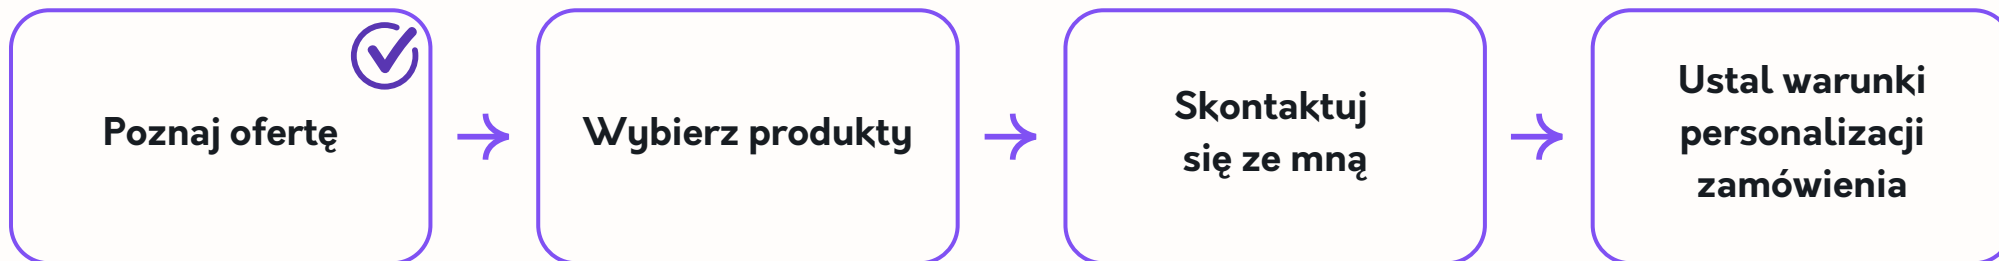 Poznaj ofertę
Wybierz produkty
Skontaktuj
się ze mną
Ustal warunki
personalizacji
zamówienia